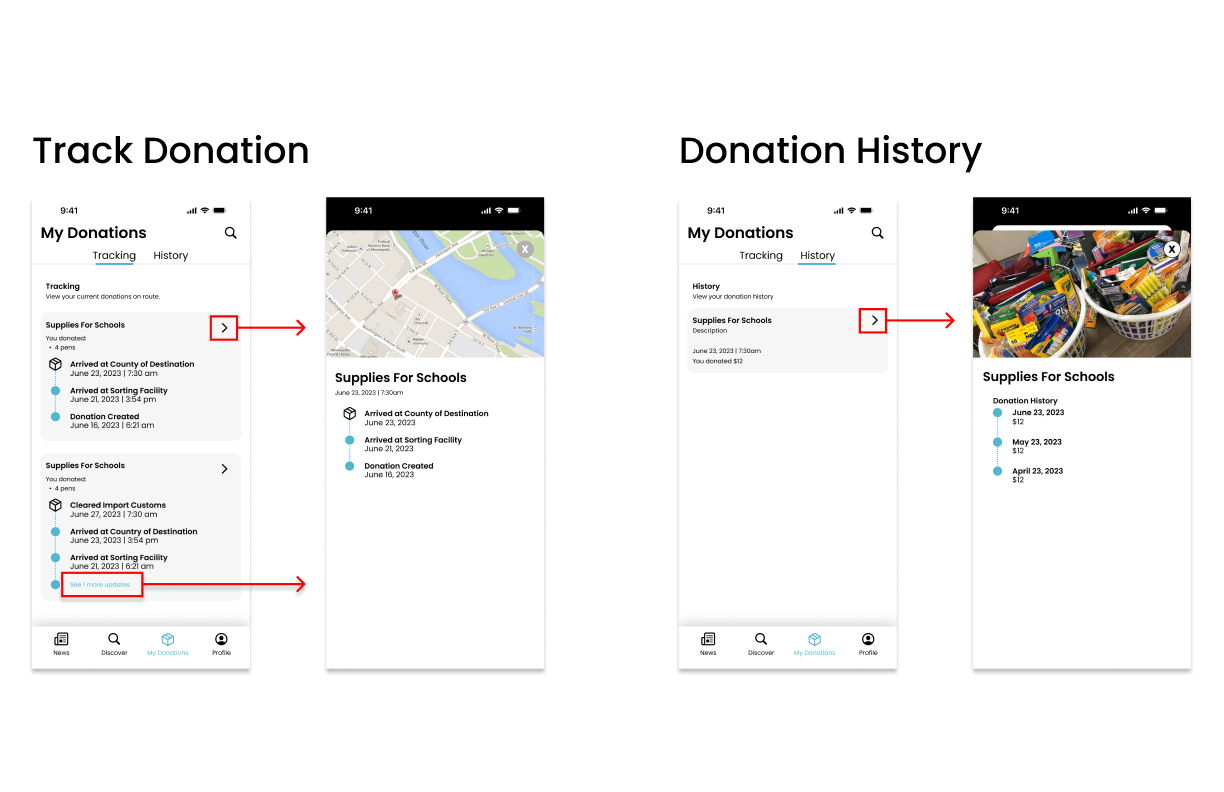 Track Donation
9:41
My Donations
Tracking
History
Tracking
View your current donations on route.
Supplies For Schools
You donated:
• 4 pens
Arrived at County of Destination
June 23, 2023 | 7:30 am
Arrived at Sorting Facility
June 21, 2023 | 3:54 pm
Donation Created
June 16, 2023 | 6:21 am
Supplies For Schools
You donated:
• 4 pens
Cleared Import Customs
June 27, 2023 | 7:30 am
Arrived at Country of Destination
June 23, 2023 | 3:54 pm
Arrived at Sorting Facility
June 21, 2023 | 6:21 am
See 1 more updates
News
Discover
My Donations
Profile
9:41
X
Supplies For Schools
June 23, 2023 | 7:30am
Arrived at County of Destination
June 23, 2023
Arrived at Sorting Facility
June 21, 2023
Donation Created
June 16, 2023
Donation History
9:41
My Donations
Tracking
History
History
View your donation history
Supplies For Schools
Description
June 23, 2023 | 7:30am
You donated $12
News
Discover
My Donations
Profile
9:41
X
Supplies For Schools
Donation History
June 23, 2023
$12
May 23, 2023
$12
April 23, 2023
$12